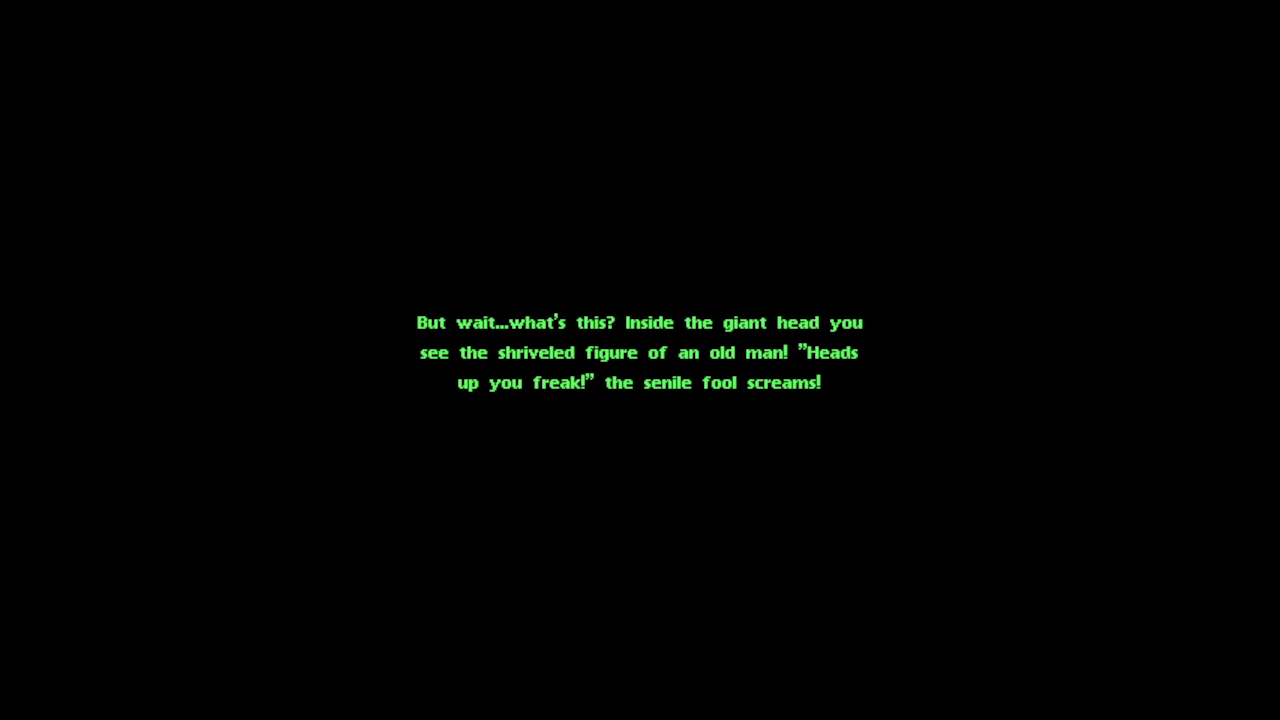 But wait...what's this? Inside the giant head you
see the shriveled figure of an old man! ”Heads
up you freak!” the senile fool screams!